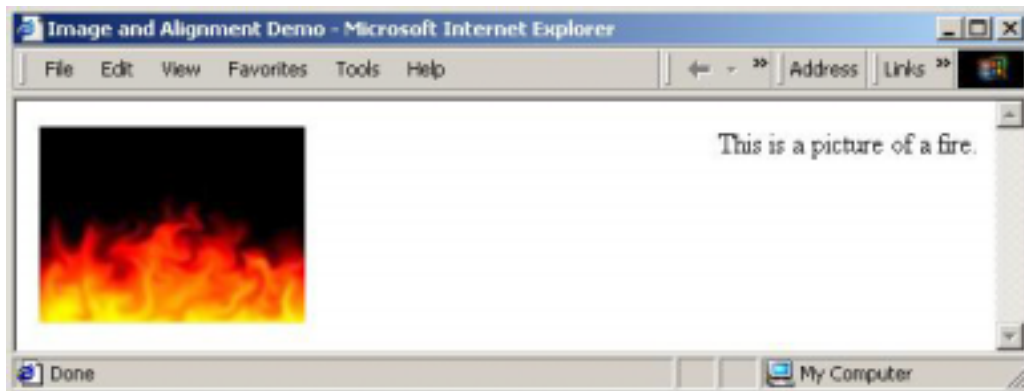 Image and Alignment Demo - Microsoft Internet Explorer
File Edit View Favorites Tools Help » Address Links »
This is a picture of a fire.
Done My Computer